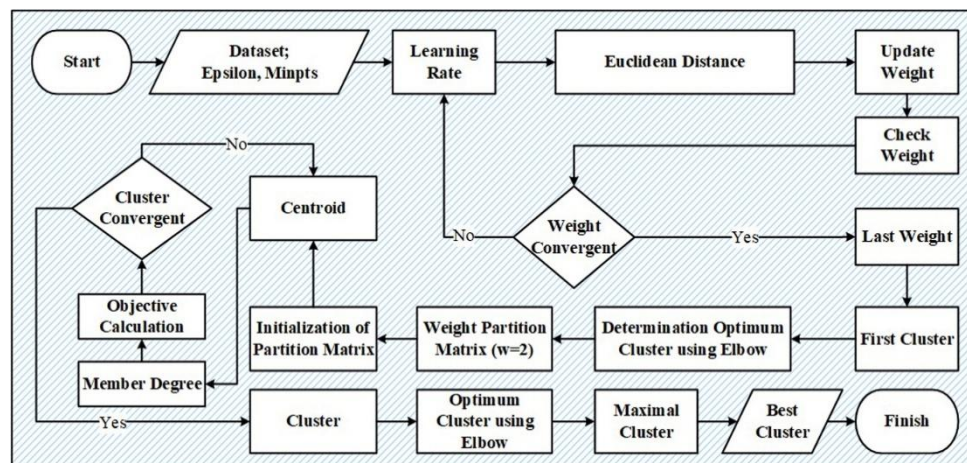 Start
Dataset;
Epsilon, Minpts
Learning
Rate
Euclidean Distance
Update
Weight
Check
Weight
No
Cluster
Convergent
Centroid
Weight
Convergent
No
Yes
Last Weight
Objective
Calculation
Initialization of
Partition Matrix
Weight Partition
Matrix (w=2)
Determination Optimum
Cluster using Elbow
First Cluster
Member Degree
Yes
Cluster
Optimum
Cluster using
Elbow
Maximal
Cluster
Best
Cluster
Finish